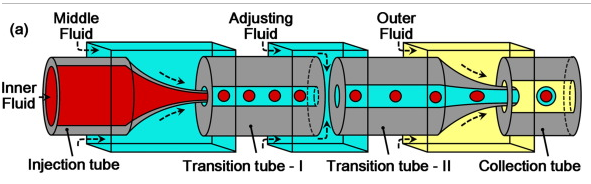 (a)
Middle
Fluid
Adjusting
Fluid
Outer
Fluid
Inner
Fluid
Injection tube
Transition tube - I
Transition tube - II
Collection tube